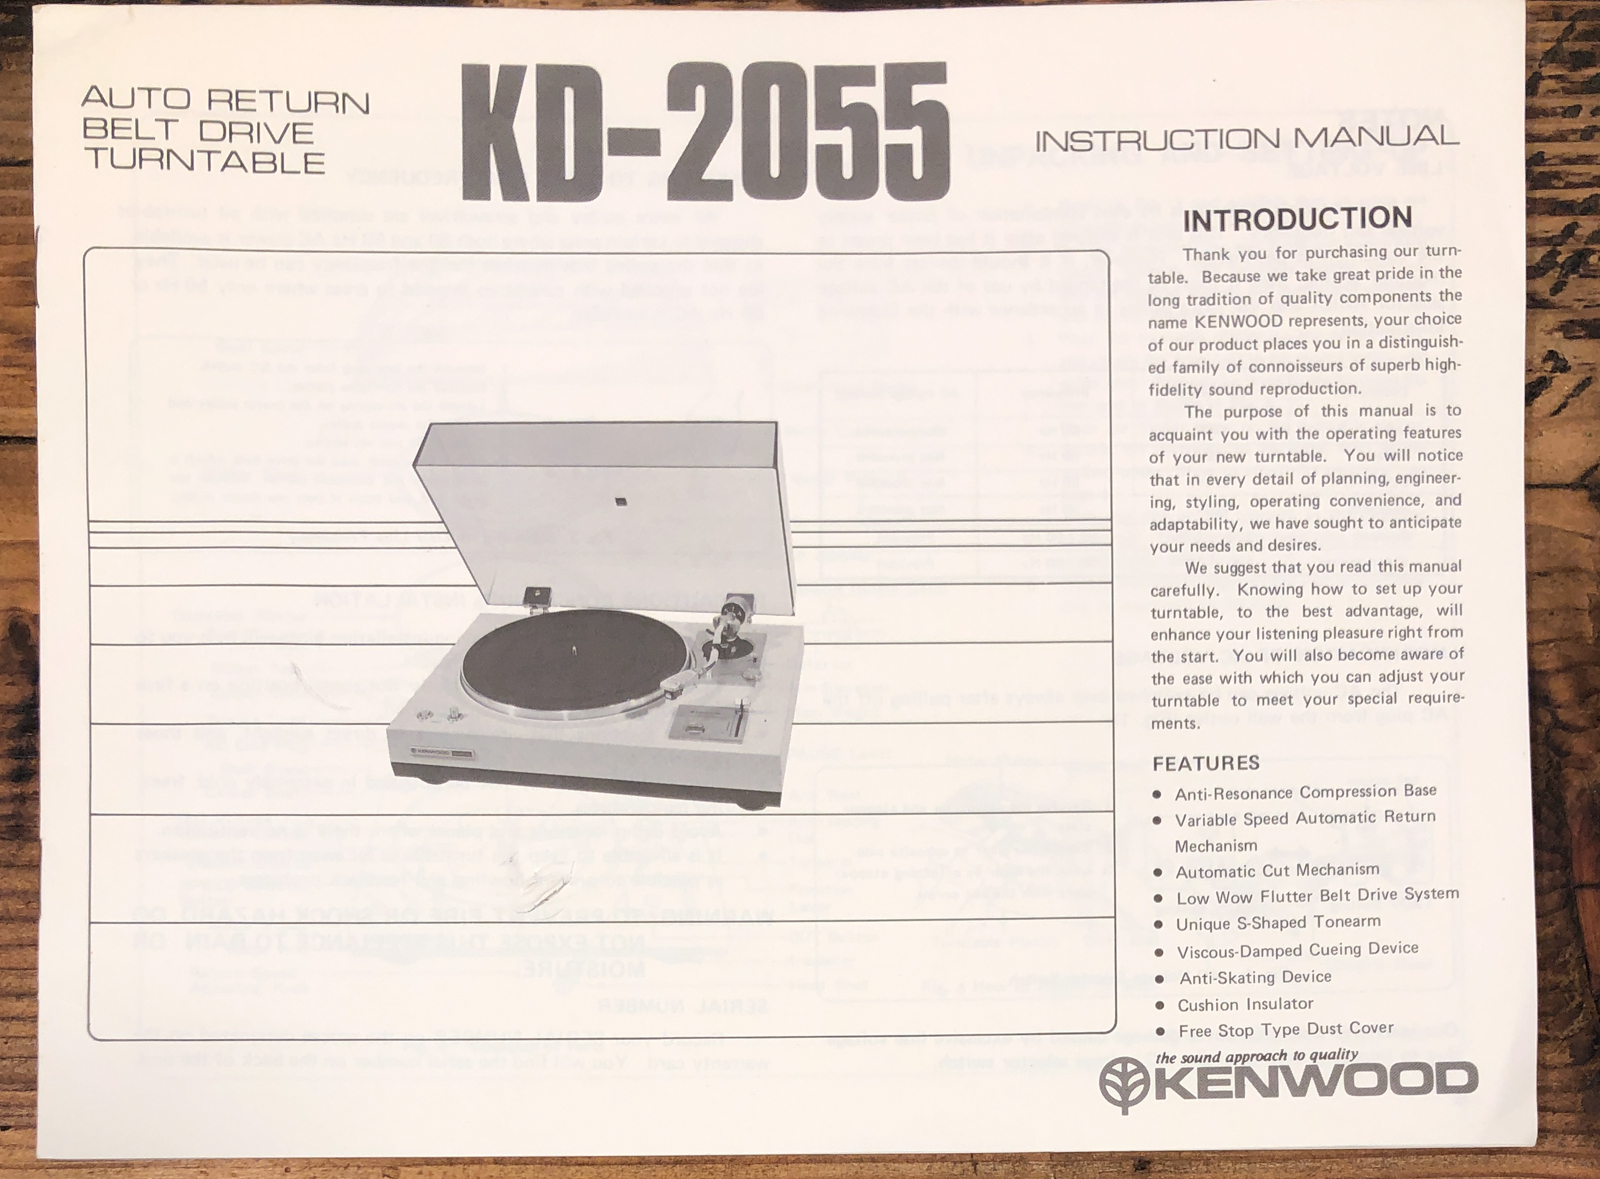 AUTO RETURN
BELT DRIVE
TURNTABLE
KD-2055
INSTRUCTION MANUAL
INTRODUCTION
Thank you for purchasing our turn-
table. Because we take great pride in the
long tradition of quality components the
name KENWOOD represents, your choice
of our product places you in a distinguish-
ed family of connoisseurs of superb high-
fidelity sound reproduction.
The purpose of this manual is to
acquaint you with the operating features
of your new turntable. You will notice
that in every detail of planning, engineer-
ing, styling, operating convenience, and
adaptability, we have sought to anticipate
your needs and desires.
We suggest that you read this manual
carefully. Knowing how to set up your
turntable, to the best advantage, will
enhance your listening pleasure right from
the start. You will also become aware of
the ease with which you can adjust your
turntable to meet your special require-
ments.
FEATURES
● Anti-Resonance Compression Base
● Variable Speed Automatic Return
Mechanism
● Automatic Cut Mechanism
● Low Wow Flutter Belt Drive System
● Unique S-Shaped Tonearm
● Viscous-Damped Cueing Device
● Anti-Skating Device
● Cushion Insulator
● Free Stop Type Dust Cover
the sound approach to quality
KENWOOD
KENWOOD